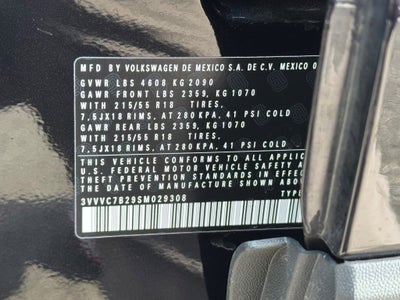 MFD BY VOLKSWAGEN DE MEXICO S.A. DE C.V. MEXICO
GVWR LBS 4608 KG 2090
GAWR FRONT LBS 2359, KG 1070
WITH 215/55 R18 TIRES,
7.5JX18 RIMS, AT 280 KPA, 41 PSI COLD
GAWR REAR LBS 2359, KG 1070
WITH 215/55 R18 TIRES,
7.5JX18 RIMS, AT 280 KPA, 41 PSI COLD
THIS VEHICLE CONFORMS TO ALL APPLIC
U.S. FEDERAL MOTOR VEHICLE SAFETY
THEFT PREVENTION STANDARDS IN EFFE
DATE OF MANUFACTURE SHOWN ABOVE
3VVVC7B29SM029308
TYPE